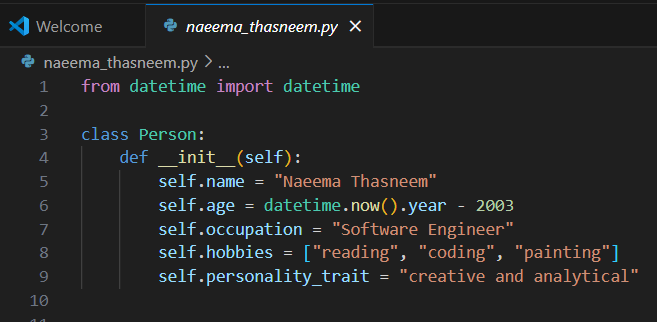 Welcome naeema_thasneem.py ×
naeema_thasneem.py > ...
1 from datetime import datetime
2
3 class Person:
4     def __init__(self):
5         self.name = "Naeema Thasneem"
6         self.age = datetime.now().year - 2003
7         self.occupation = "Software Engineer"
8         self.hobbies = ["reading", "coding", "painting"]
9         self.personality_trait = "creative and analytical"
10